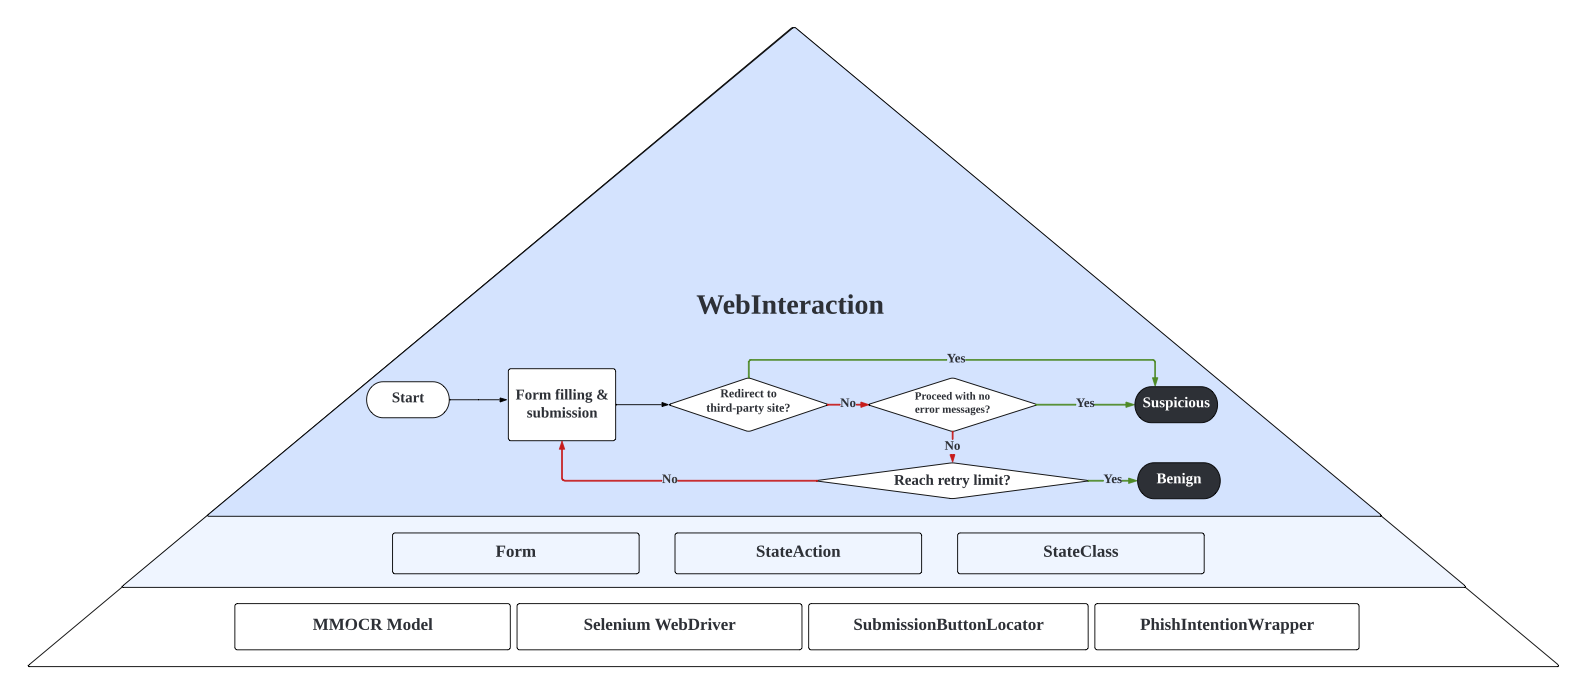 WebInteraction
Yes
Start
Form filling &
submission
Redirect to
third-party site?
No
Proceed with no
error messages?
Yes
Suspicious
No
No
Reach retry limit?
Yes
Benign
Form
StateAction
StateClass
MMOCR Model
Selenium WebDriver
SubmissionButtonLocator
PhishIntentionWrapper